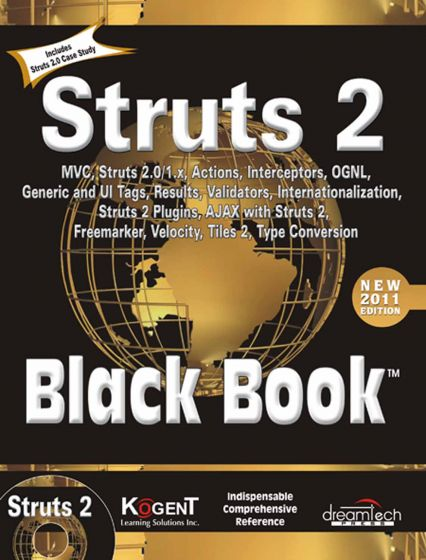 Includes
Struts 2.0 Case Study
Struts 2
MVC, Struts 2.0/1.x, Actions, Interceptors, OGNL,
Generic and UI Tags, Results, Validators, Internationalization,
Struts 2 Plugins, AJAX with Struts 2,
Freemarker, Velocity, Tiles 2, Type Conversion
NEW
2011
EDITION
Black Book™
Struts 2
KOGENT
Learning Solutions Inc.
Indispensable
Comprehensive
Reference
dreamtech
PRESS